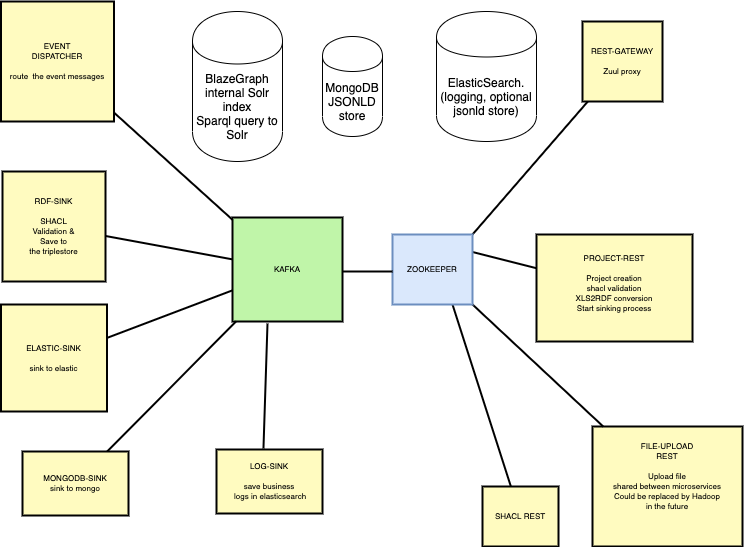 EVENT
DISPATCHER
route the event messages
BlazeGraph
internal Solr
index
Sparql query to
Solr
MongoDB
JSONLD
store
ElasticSearch.
(logging, optional
jsonld store)
REST-GATEWAY
Zuul proxy
RDF-SINK
SHACL
Validation &
Save to
the triplestore
KAFKA
ZOOKEEPER
PROJECT-REST
Project creation
shacl validation
XLS2RDF conversion
Start sinking process
ELASTIC-SINK
sink to elastic
MONGODB-SINK
sink to mongo
LOG-SINK
save business
logs in elasticsearch
SHACL REST
FILE-UPLOAD
REST
Upload file
shared between microservices
Could be replaced by Hadoop
in the future